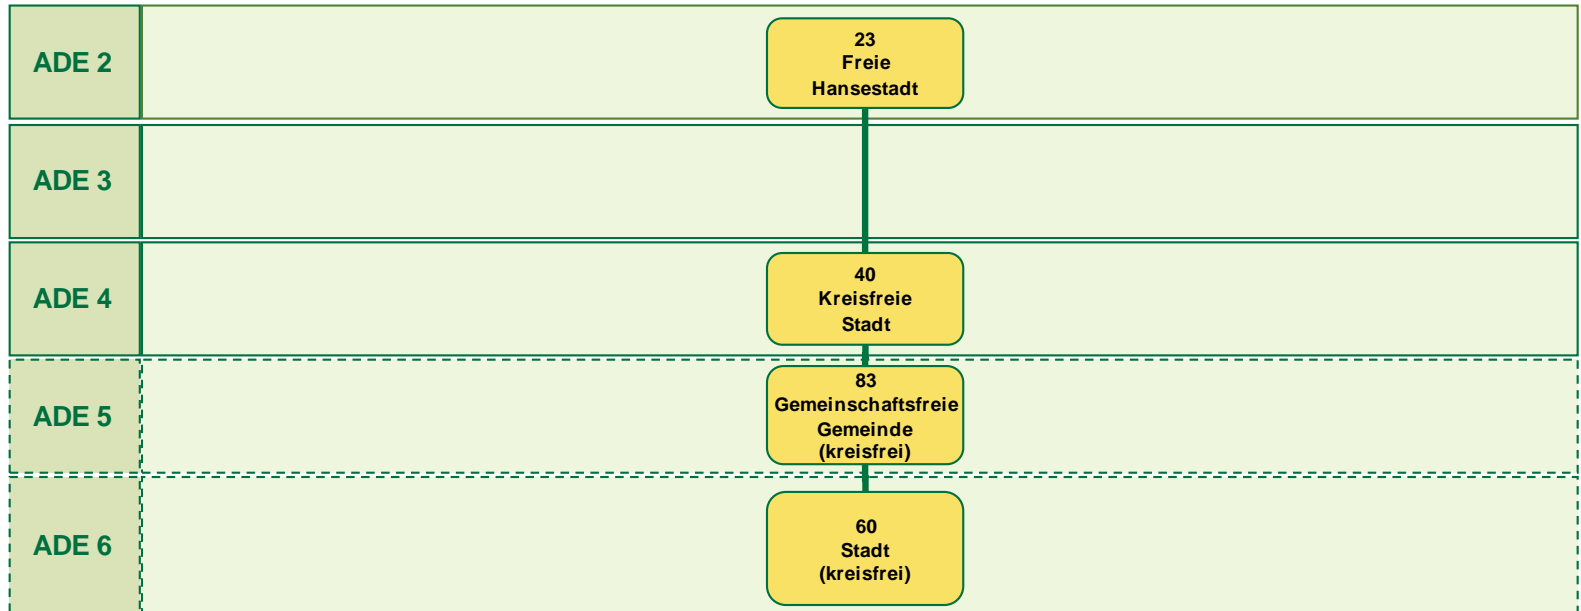 ADE 2
23
Freie
Hansestadt
ADE 3
ADE 4
40
Kreisfreie
Stadt
ADE 5
83
Gemeinschaftsfreie
Gemeinde
(kreisfrei)
ADE 6
60
Stadt
(kreisfrei)